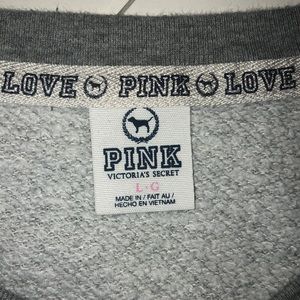 LOVE PINK LOVE
PINK
VICTORIA'S SECRET
L • G
MADE IN / FAIT AU /
HECHO EN VIETNAM